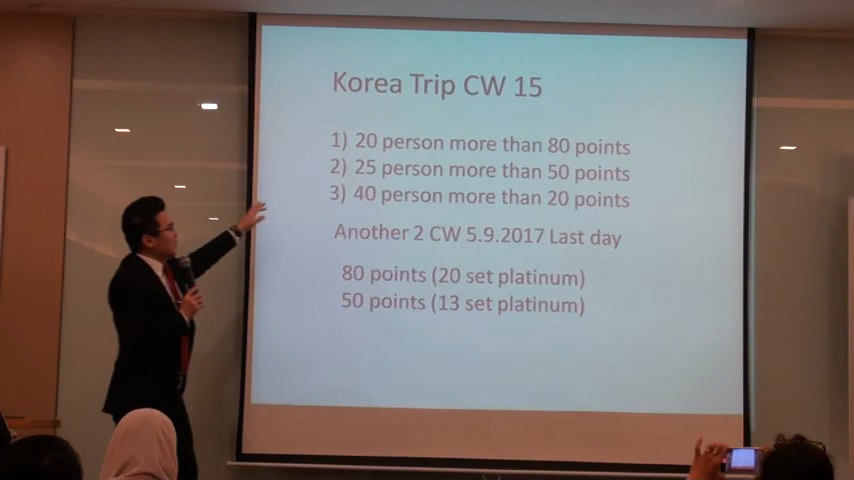 Korea Trip CW 15
1) 20 person more than 80 points
2) 25 person more than 50 points
3) 40 person more than 20 points
Another 2 CW 5.9.2017 Last day
80 points (20 set platinum)
50 points (13 set platinum)